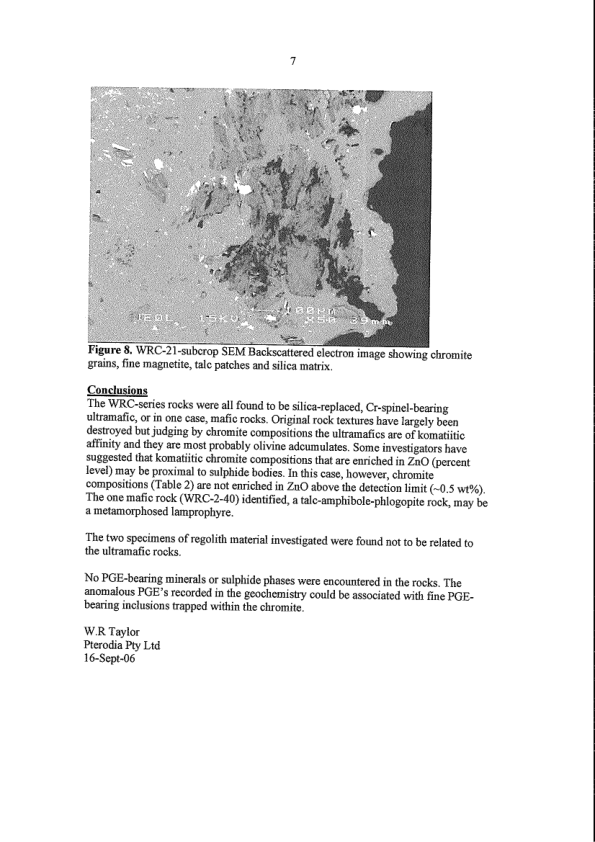 7
JEOL 15KV 100MM X50 39mm
Figure 8. WRC-21-subcrop SEM Backscattered electron image showing chromite
grains, fine magnetite, talc patches and silica matrix.
Conclusions
The WRC-series rocks were all found to be silica-replaced, Cr-spinel-bearing
ultramafic, or in one case, mafic rocks. Original rock textures have largely been
destroyed but judging by chromite compositions the ultramafics are of komatiitic
affinity and they are most probably olivine adcumulates. Some investigators have
suggested that komatiitic chromite compositions that are enriched in ZnO (percent
level) may be proximal to sulphide bodies. In this case, however, chromite
compositions (Table 2) are not enriched in ZnO above the detection limit (~0.5 wt%).
The one mafic rock (WRC-2-40) identified, a talc-amphibole-phlogopite rock, may be
a metamorphosed lamprophyre.
The two specimens of regolith material investigated were found not to be related to
the ultramafic rocks.
No PGE-bearing minerals or sulphide phases were encountered in the rocks. The
anomalous PGE's recorded in the geochemistry could be associated with fine PGE-
bearing inclusions trapped within the chromite.
W.R Taylor
Pterodia Pty Ltd
16-Sept-06